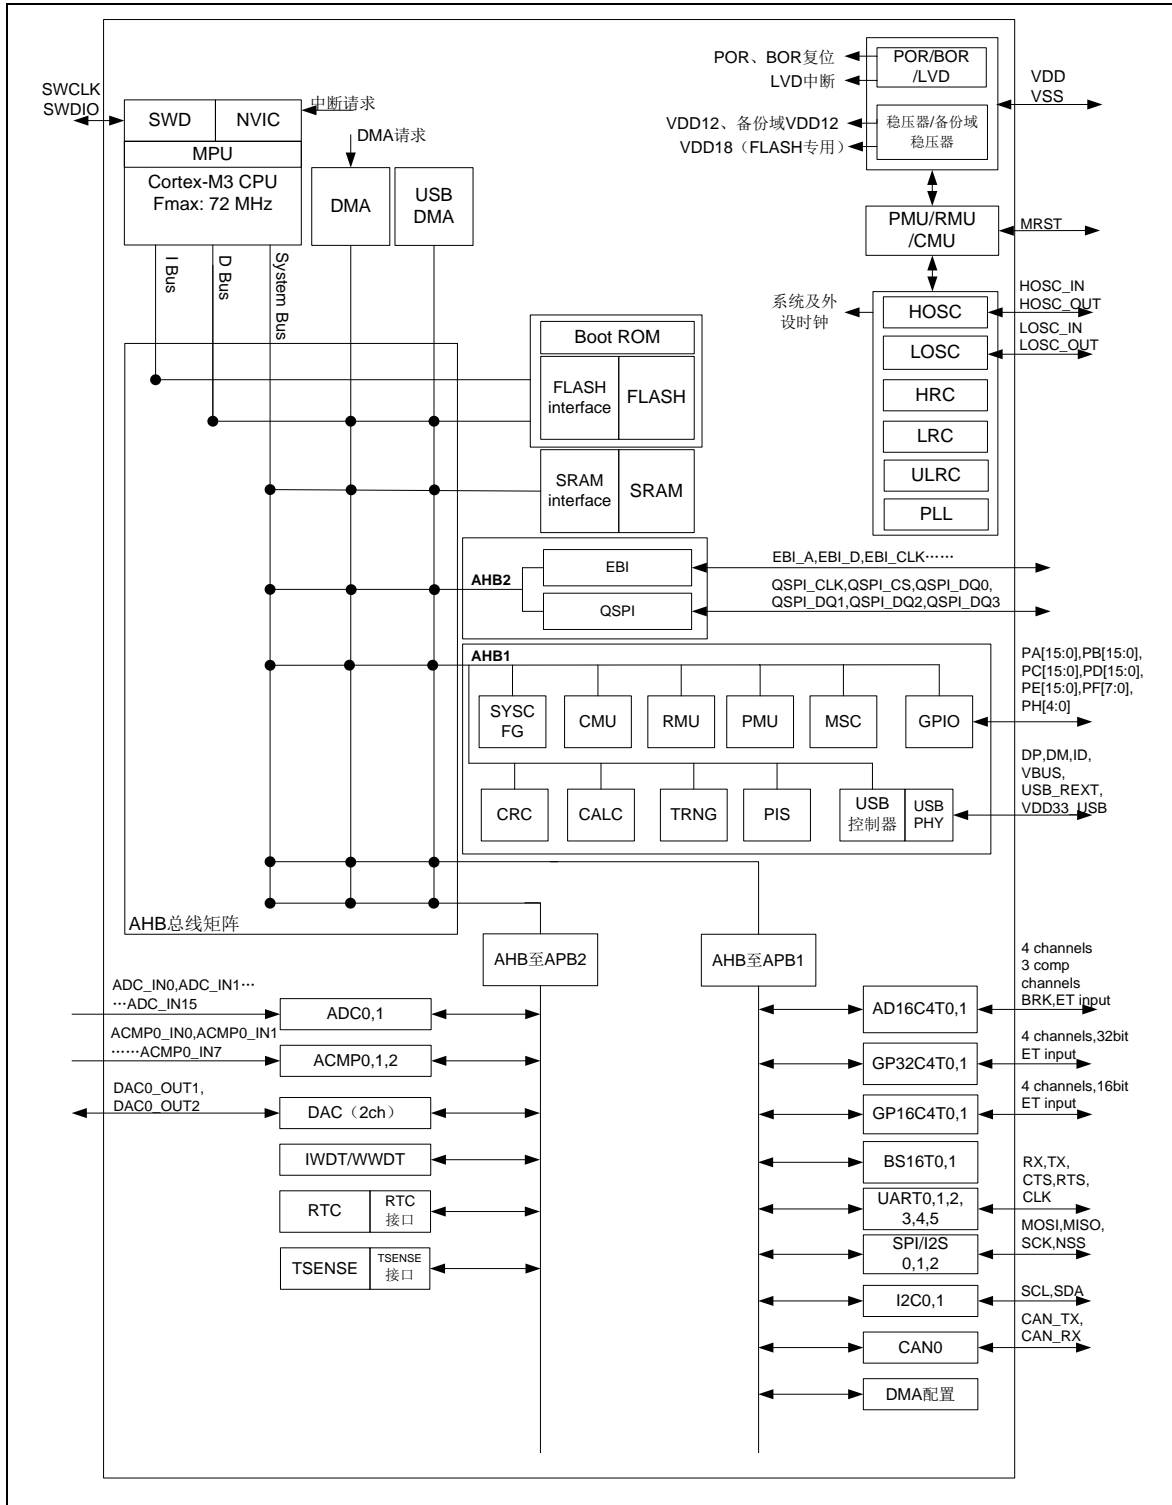 POR、BOR复位
LVD中断
POR/BOR
/LVD
VDD
VSS
VDD12、备份域VDD12
VDD18（FLASH专用）
稳压器/备份域
稳压器
SWCLK
SWDIO
SWD
NVIC
中断请求
MPU
Cortex-M3 CPU
Fmax: 72 MHz
DMA请求
DMA
USB
DMA
PMU/RMU
/CMU
MRST
I Bus
D Bus
System Bus
系统及外
设时钟
HOSC
LOSC
HRC
LRC
ULRC
PLL
HOSC_IN
HOSC_OUT
LOSC_IN
LOSC_OUT
Boot ROM
FLASH
interface
FLASH
SRAM
interface
SRAM
AHB2
EBI
QSPI
EBI_A,EBI_D,EBI_CLK……
QSPI_CLK,QSPI_CS,QSPI_DQ0,
QSPI_DQ1,QSPI_DQ2,QSPI_DQ3
AHB1
SYSC
FG
CMU
RMU
PMU
MSC
GPIO
PA[15:0],PB[15:0],
PC[15:0],PD[15:0],
PE[15:0],PF[7:0],
PH[4:0]
CRC
CALC
TRNG
PIS
USB
控制器
USB
PHY
DP,DM,ID,
VBUS,
USB_REXT,
VDD33_USB
AHB总线矩阵
AHB至APB2
AHB至APB1
ADC_IN0,ADC_IN1…
…ADC_IN15
ADC0,1
ACMP0_IN0,ACMP0_IN1
……ACMP0_IN7
ACMP0,1,2
DAC0_OUT1,
DAC0_OUT2
DAC（2ch）
IWDT/WWDT
RTC
RTC
接口
TSENSE
TSENSE
接口
AD16C4T0,1
4 channels
3 comp
channels
BRK,ET input
GP32C4T0,1
4 channels,32bit
ET input
GP16C4T0,1
4 channels,16bit
ET input
BS16T0,1
UART0,1,2,
3,4,5
RX,TX,
CTS,RTS,
CLK
SPI/I2S
0,1,2
MOSI,MISO,
SCK,NSS
I2C0,1
SCL,SDA
CAN0
CAN_TX,
CAN_RX
DMA配置